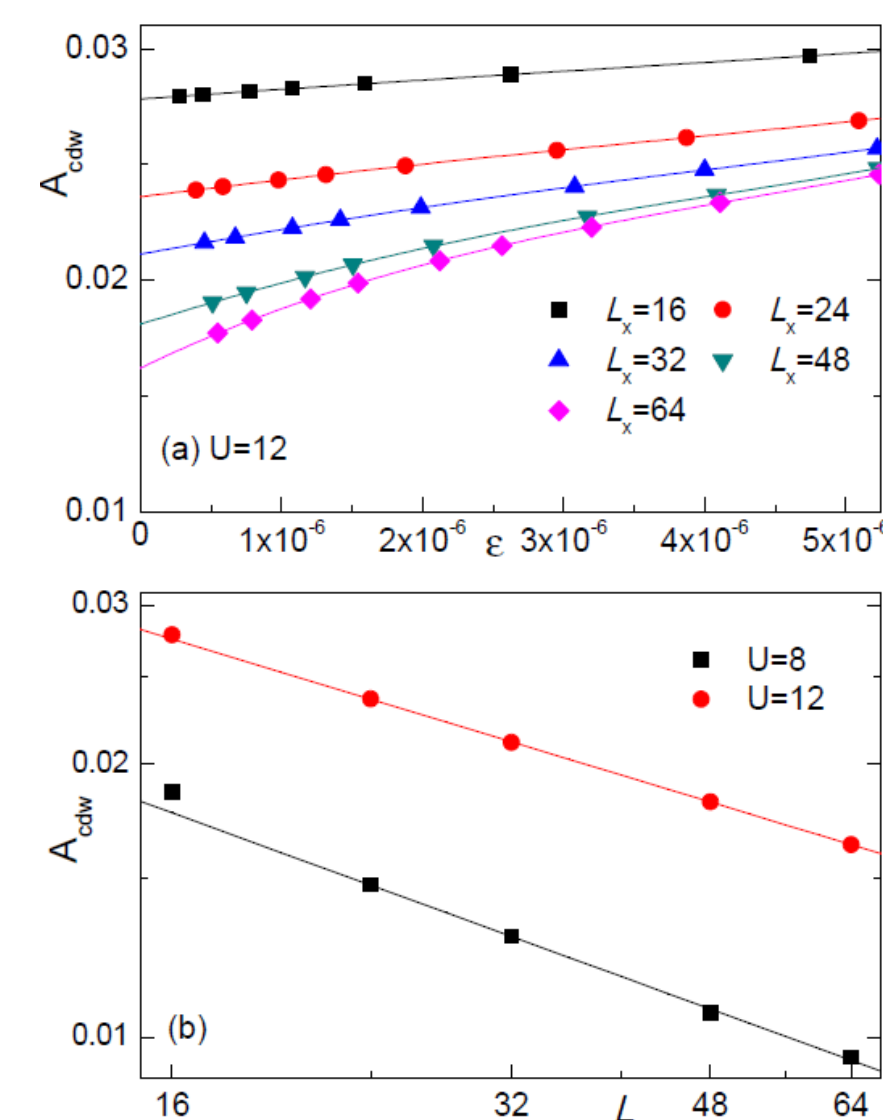 0.03
A_cdw
0.02
L_x=16 L_x=24
L_x=32 L_x=48
L_x=64
(a) U=12
0.01
0 1x10^-6 2x10^-6 ε 3x10^-6 4x10^-6 5x10^-6
0.03
U=8
U=12
0.02
A_cdw
0.01
(b)
16 32 L 48 64